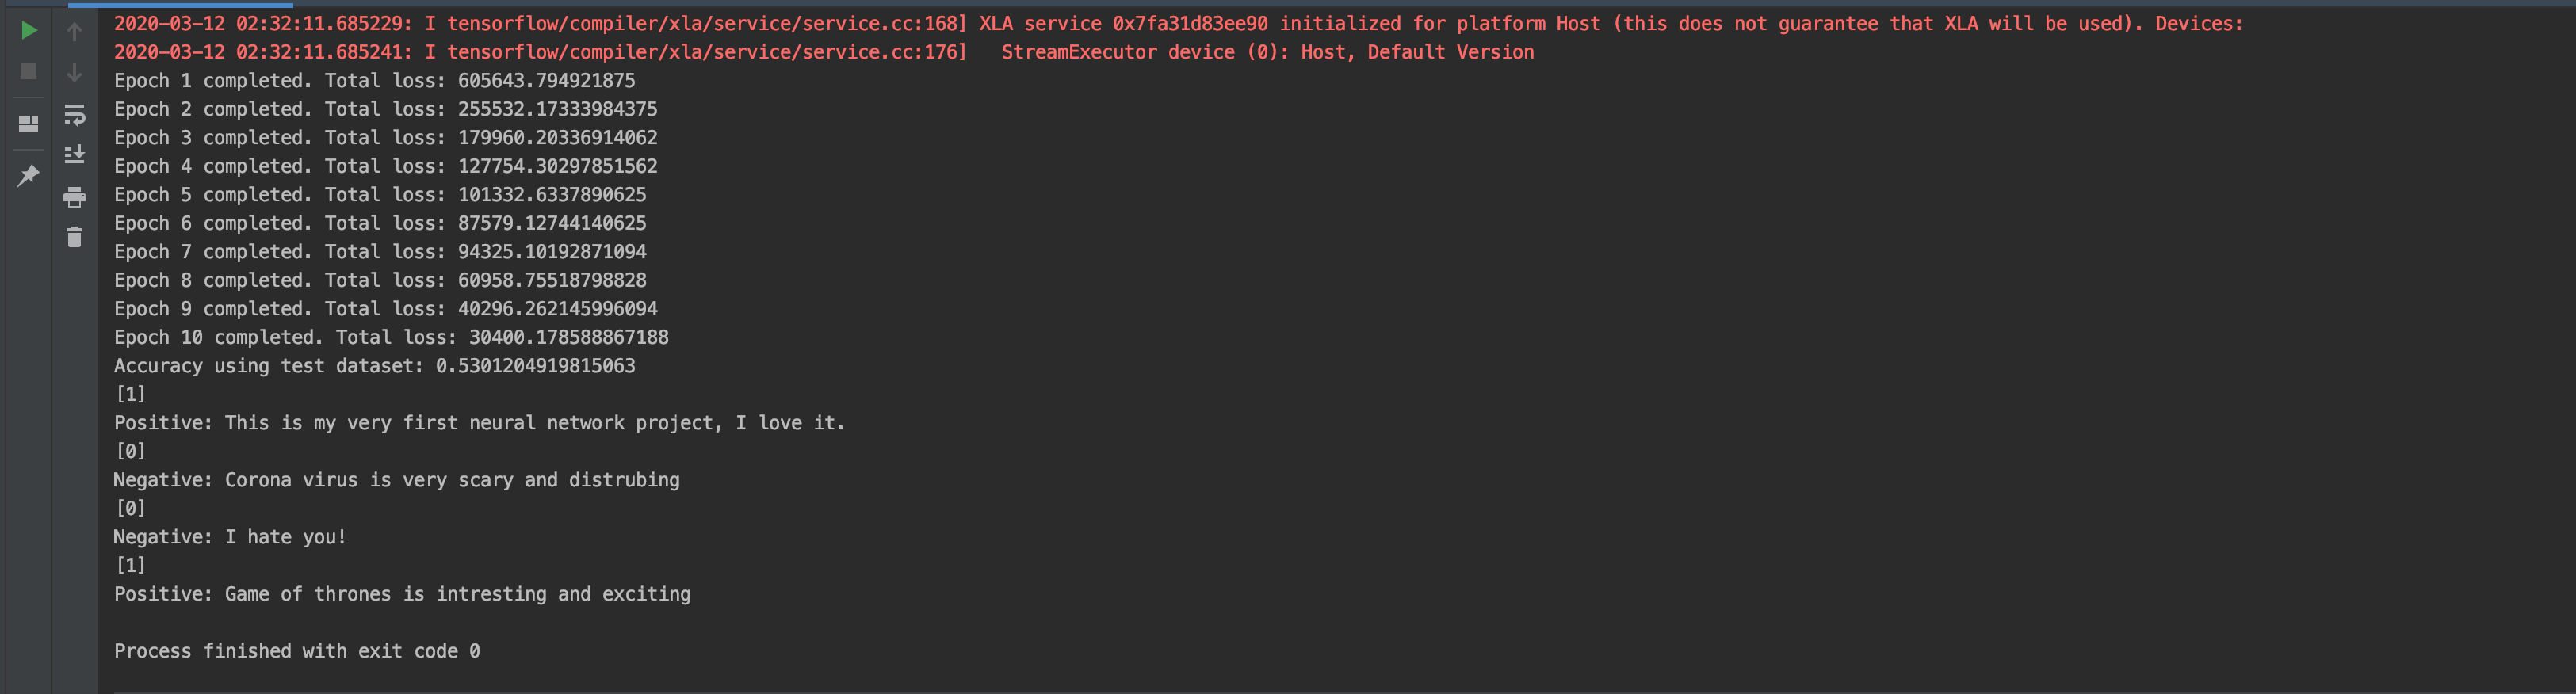 2020-03-12 02:32:11.685229: I tensorflow/compiler/xla/service/service.cc:168] XLA service 0x7fa31d83ee90 initialized for platform Host (this does not guarantee that XLA will be used). Devices:
2020-03-12 02:32:11.685241: I tensorflow/compiler/xla/service/service.cc:176]   StreamExecutor device (0): Host, Default Version
Epoch 1 completed. Total loss: 605643.794921875
Epoch 2 completed. Total loss: 255532.17333984375
Epoch 3 completed. Total loss: 179960.20336914062
Epoch 4 completed. Total loss: 127754.30297851562
Epoch 5 completed. Total loss: 101332.6337890625
Epoch 6 completed. Total loss: 87579.12744140625
Epoch 7 completed. Total loss: 94325.10192871094
Epoch 8 completed. Total loss: 60958.75518798828
Epoch 9 completed. Total loss: 40296.262145996094
Epoch 10 completed. Total loss: 30400.178588867188
Accuracy using test dataset: 0.5301204919815063
[1]
Positive: This is my very first neural network project, I love it.
[0]
Negative: Corona virus is very scary and distrubing
[0]
Negative: I hate you!
[1]
Positive: Game of thrones is intresting and exciting
Process finished with exit code 0